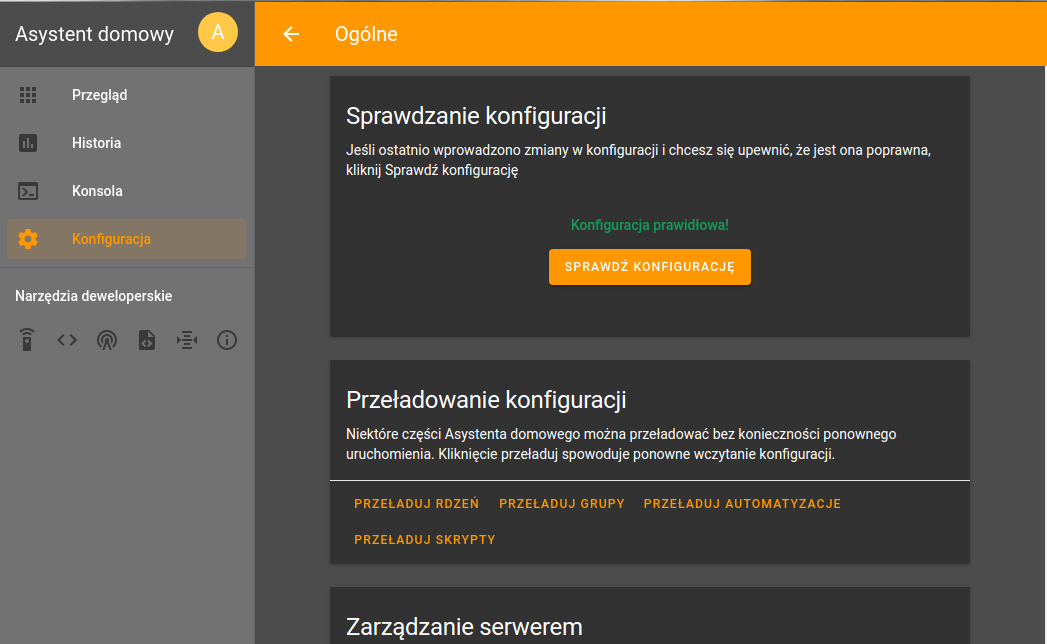 Asystent domowy
A
Ogólne
Przegląd
Historia
Konsola
Konfiguracja
Narzędzia deweloperskie
Sprawdzanie konfiguracji
Jeśli ostatnio wprowadzono zmiany w konfiguracji i chcesz się upewnić, że jest ona poprawna,
kliknij Sprawdź konfigurację
Konfiguracja prawidłowa!
SPRAWDŹ KONFIGURACJĘ
Przeładowanie konfiguracji
Niektóre części Asystenta domowego można przeładować bez konieczności ponownego
uruchomienia. Kliknięcie przeładuj spowoduje ponowne wczytanie konfiguracji.
PRZEŁADUJ RDZEŃ PRZEŁADUJ GRUPY PRZEŁADUJ AUTOMATYZACJE
PRZEŁADUJ SKRYPTY
Zarządzanie serwerem